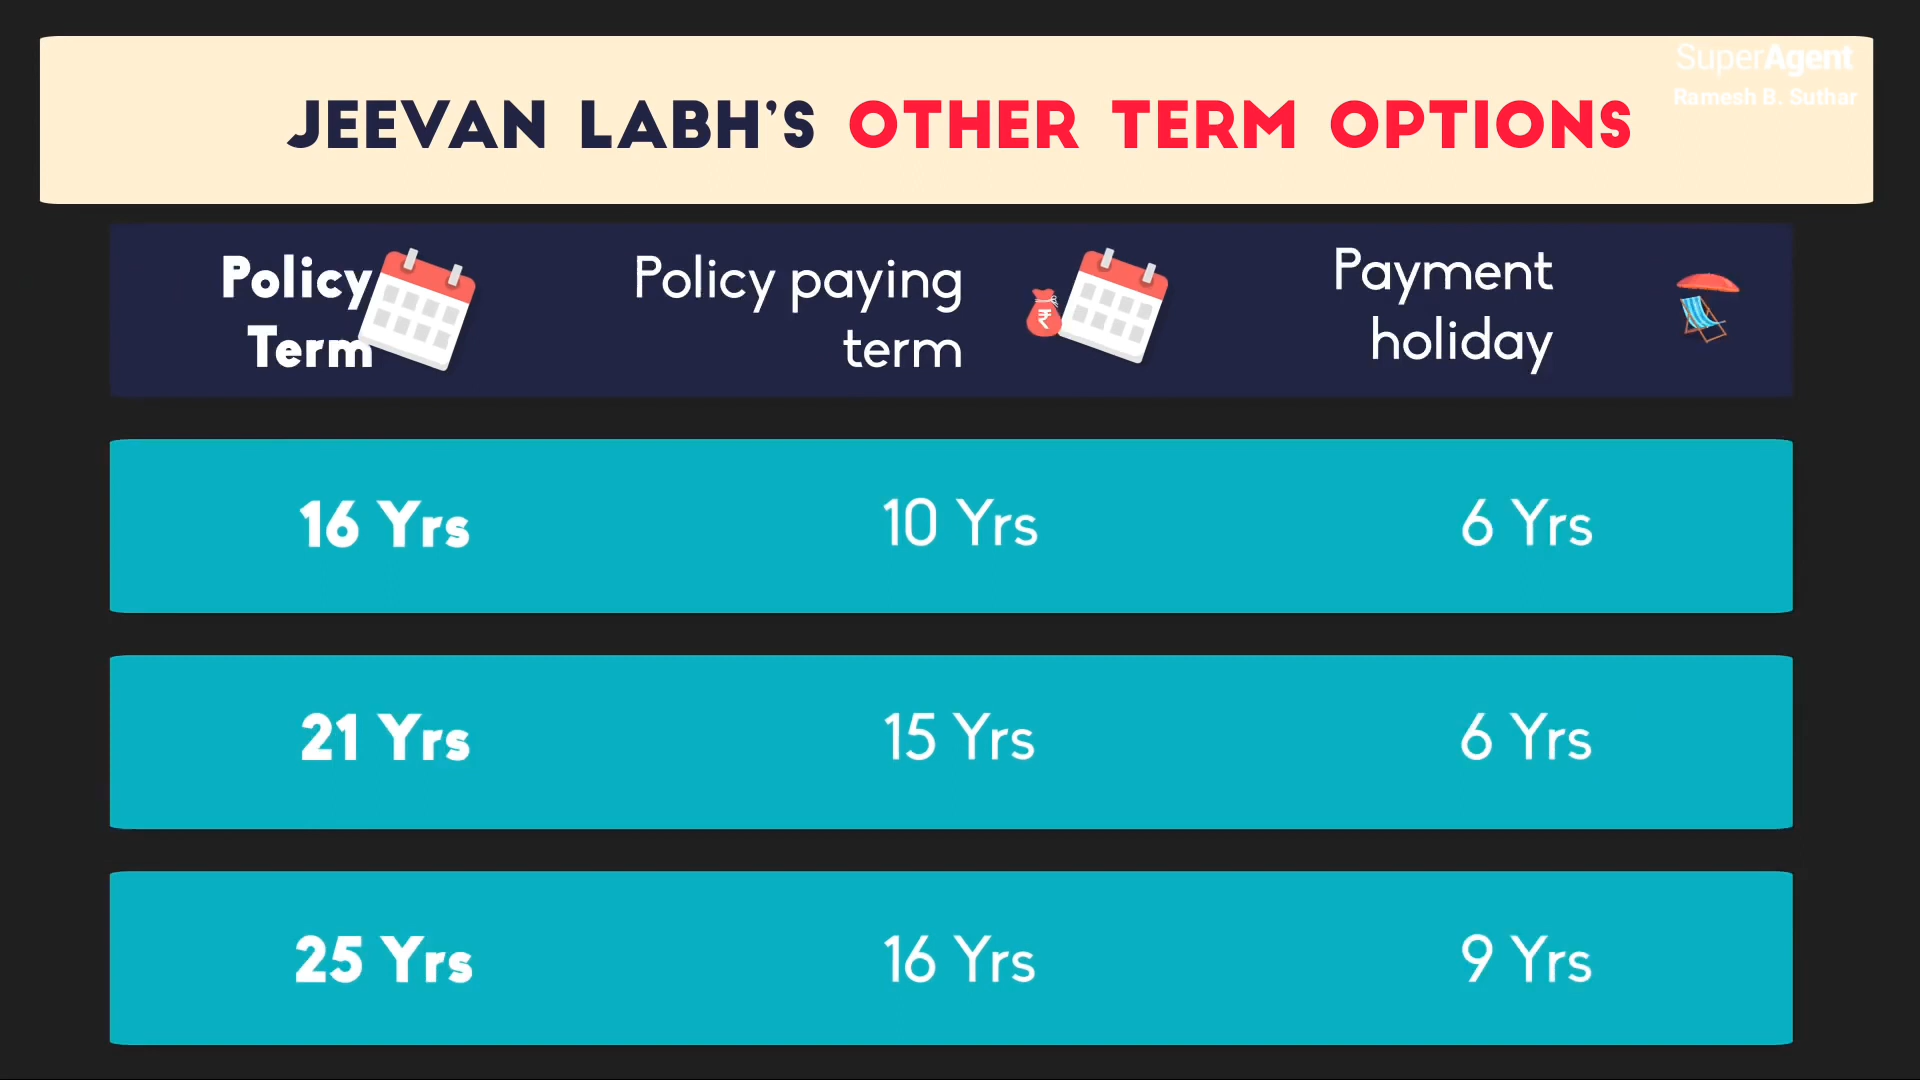 SuperAgent
Ramesh B. Suthar
JEEVAN LABH'S OTHER TERM OPTIONS
Policy Term
Policy paying term
₹
Payment holiday
16 Yrs 10 Yrs 6 Yrs
21 Yrs 15 Yrs 6 Yrs
25 Yrs 16 Yrs 9 Yrs